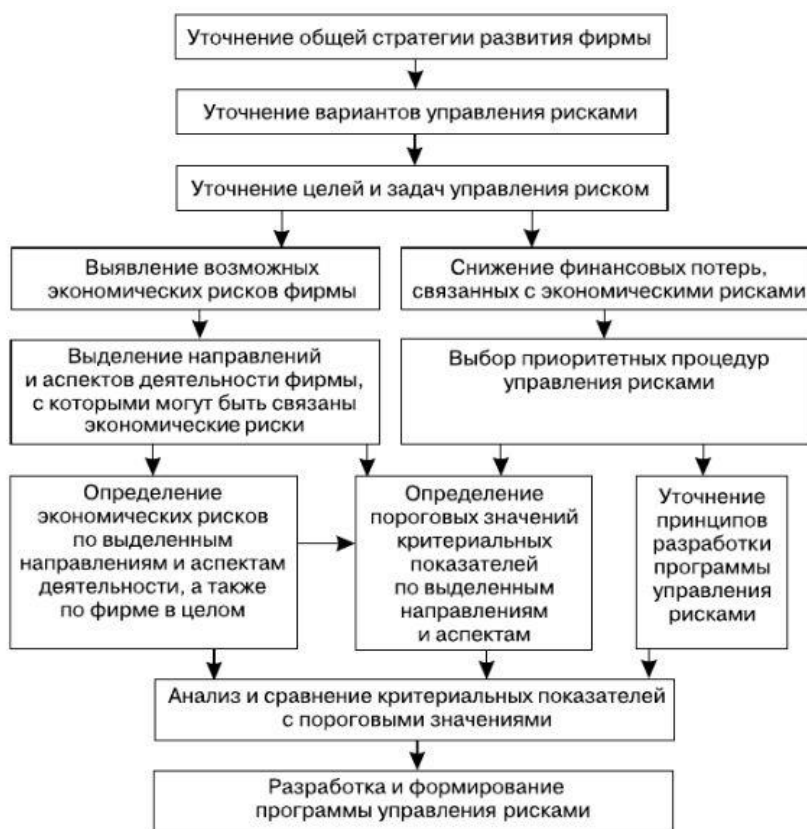 Уточнение общей стратегии развития фирмы
Уточнение вариантов управления рисками
Уточнение целей и задач управления риском
Выявление возможных
экономических рисков фирмы
Снижение финансовых потерь,
связанных с экономическими рисками
Выделение направлений
и аспектов деятельности фирмы,
с которыми могут быть связаны
экономические риски
Выбор приоритетных процедур
управления рисками
Определение
экономических рисков
по выделенным
направлениям и аспектам
деятельности, а также
по фирме в целом
Определение
пороговых значений
критериальных
показателей
по выделенным
направлениям
и аспектам
Уточнение
принципов
разработки
программы
управления
рисками
Анализ и сравнение критериальных показателей
с пороговыми значениями
Разработка и формирование
программы управления рисками